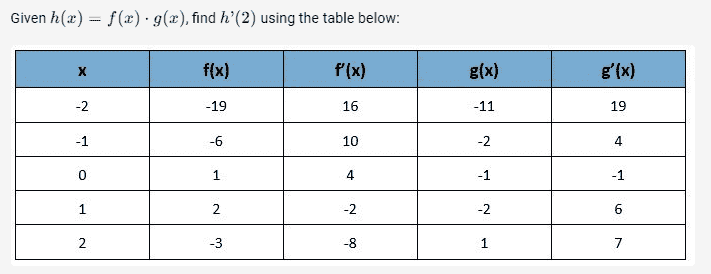 Given h(x) = f(x) · g(x), find h’(2) using the table below:
x f(x) f’(x) g(x) g’(x)
-2 -19 16 -11 19
-1 -6 10 -2 4
0 1 4 -1 -1
1 2 -2 -2 6
2 -3 -8 1 7